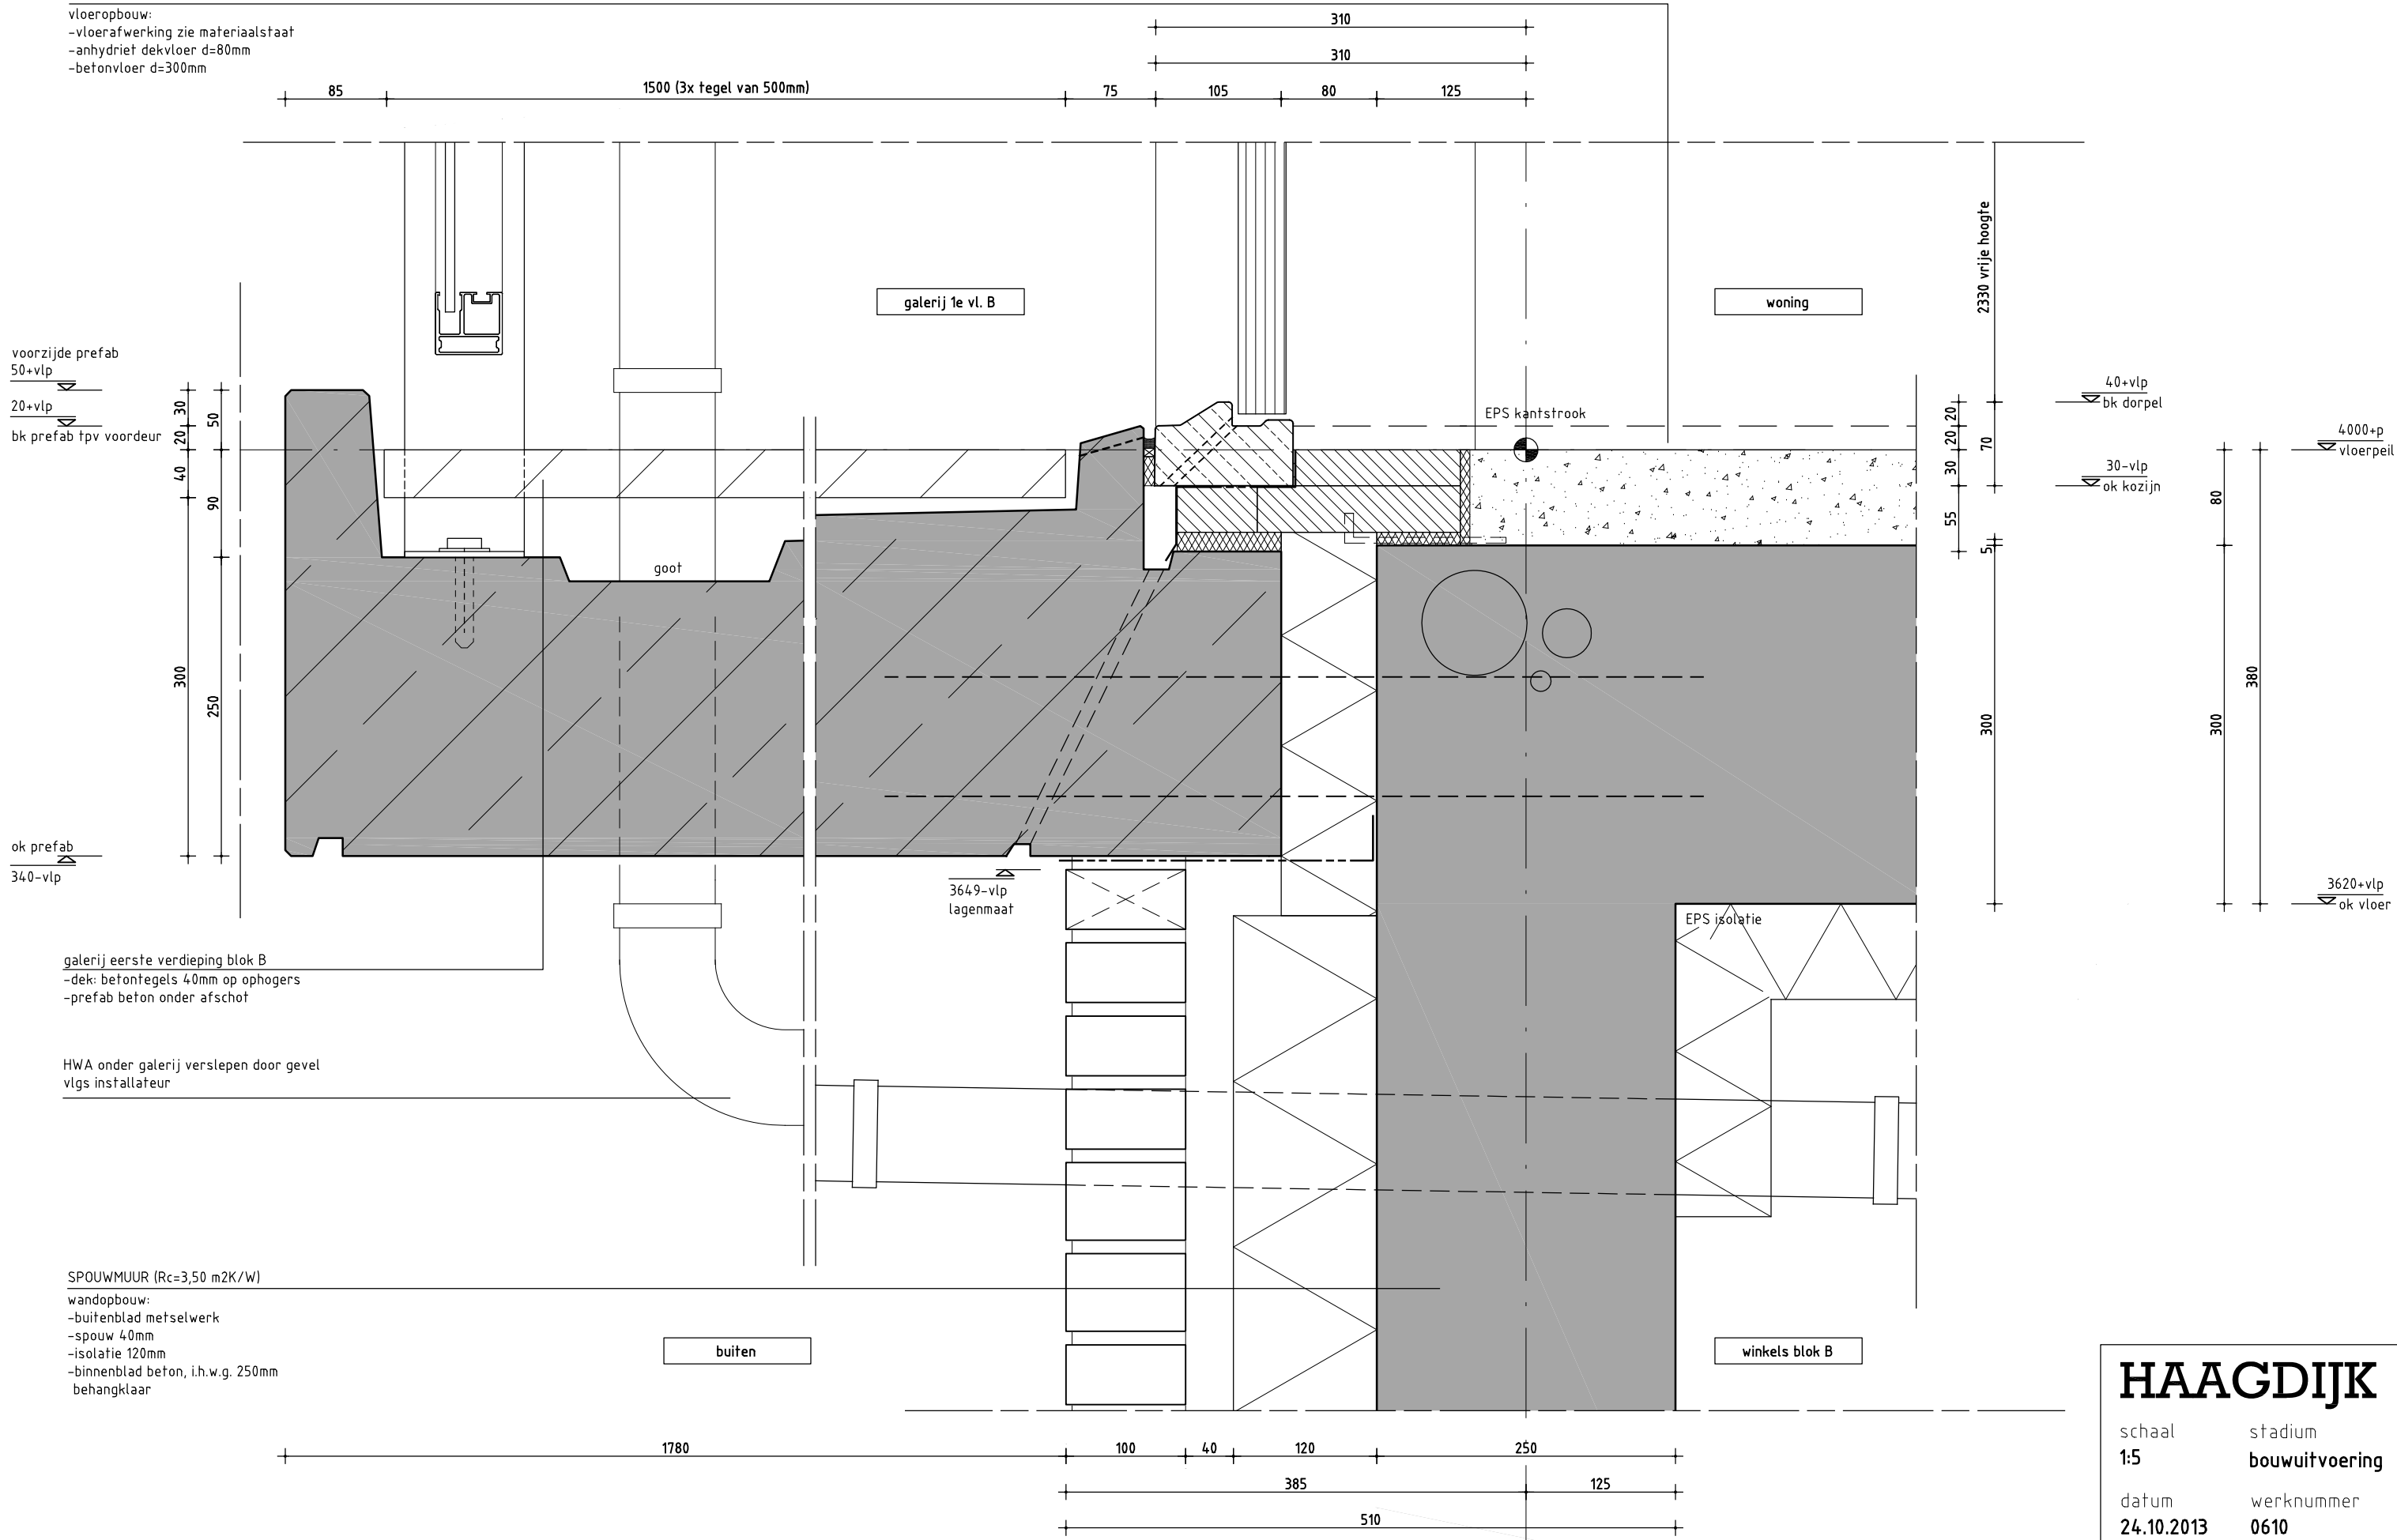 vloeropbouw:
-vloerafwerking zie materiaalstaat
-anhydriet dekvloer d=80mm
-betonvloer d=300mm
310
310
85
1500 (3x tegel van 500mm)
75
105
80
125
galerij 1e vl. B
woning
2330 vrije hoogte
voorzijde prefab
50+vlp
20+vlp
bk prefab tpv voordeur
30
20
40
50
90
300
250
ok prefab
340-vlp
EPS kantstrook
goot
40+vlp
bk dorpel
4000+p
vloerpeil
30-vlp
ok kozijn
20
20
30
55
5
70
300
80
300
380
3649-vlp
lagenmaat
3620+vlp
ok vloer
EPS isolatie
galerij eerste verdieping blok B
-dek: betontegels 40mm op ophogers
-prefab beton onder afschot
HWA onder galerij verslepen door gevel
vlgs installateur
SPOUWMUUR (Rc=3,50 m2K/W)
wandopbouw:
-buitenblad metselwerk
-spouw 40mm
-isolatie 120mm
-binnenblad beton, i.h.w.g. 250mm
behangklaar
buiten
winkels blok B
1780
100
40
120
250
385
125
510
HAAGDIJK
schaal
stadium
1:5
bouwuitvoering
datum
werknummer
24.10.2013
0610